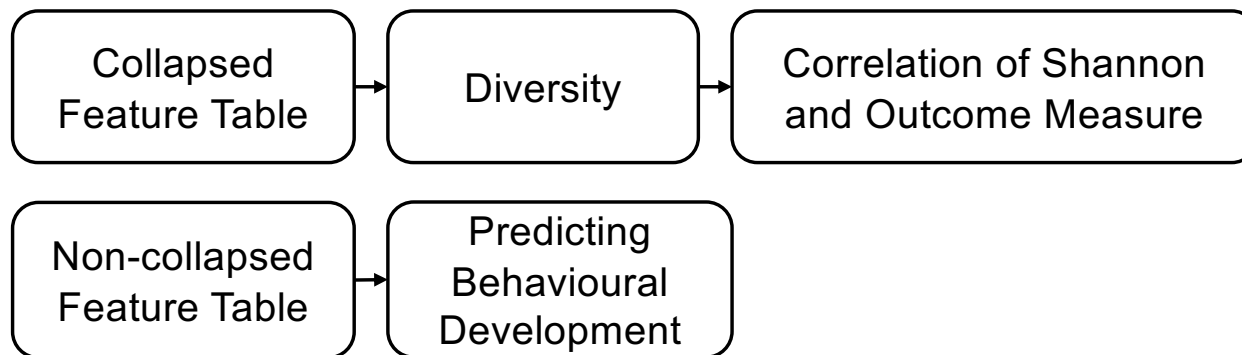 Collapsed
Feature Table
Diversity
Correlation of Shannon
and Outcome Measure
Non-collapsed
Feature Table
Predicting
Behavioural
Development